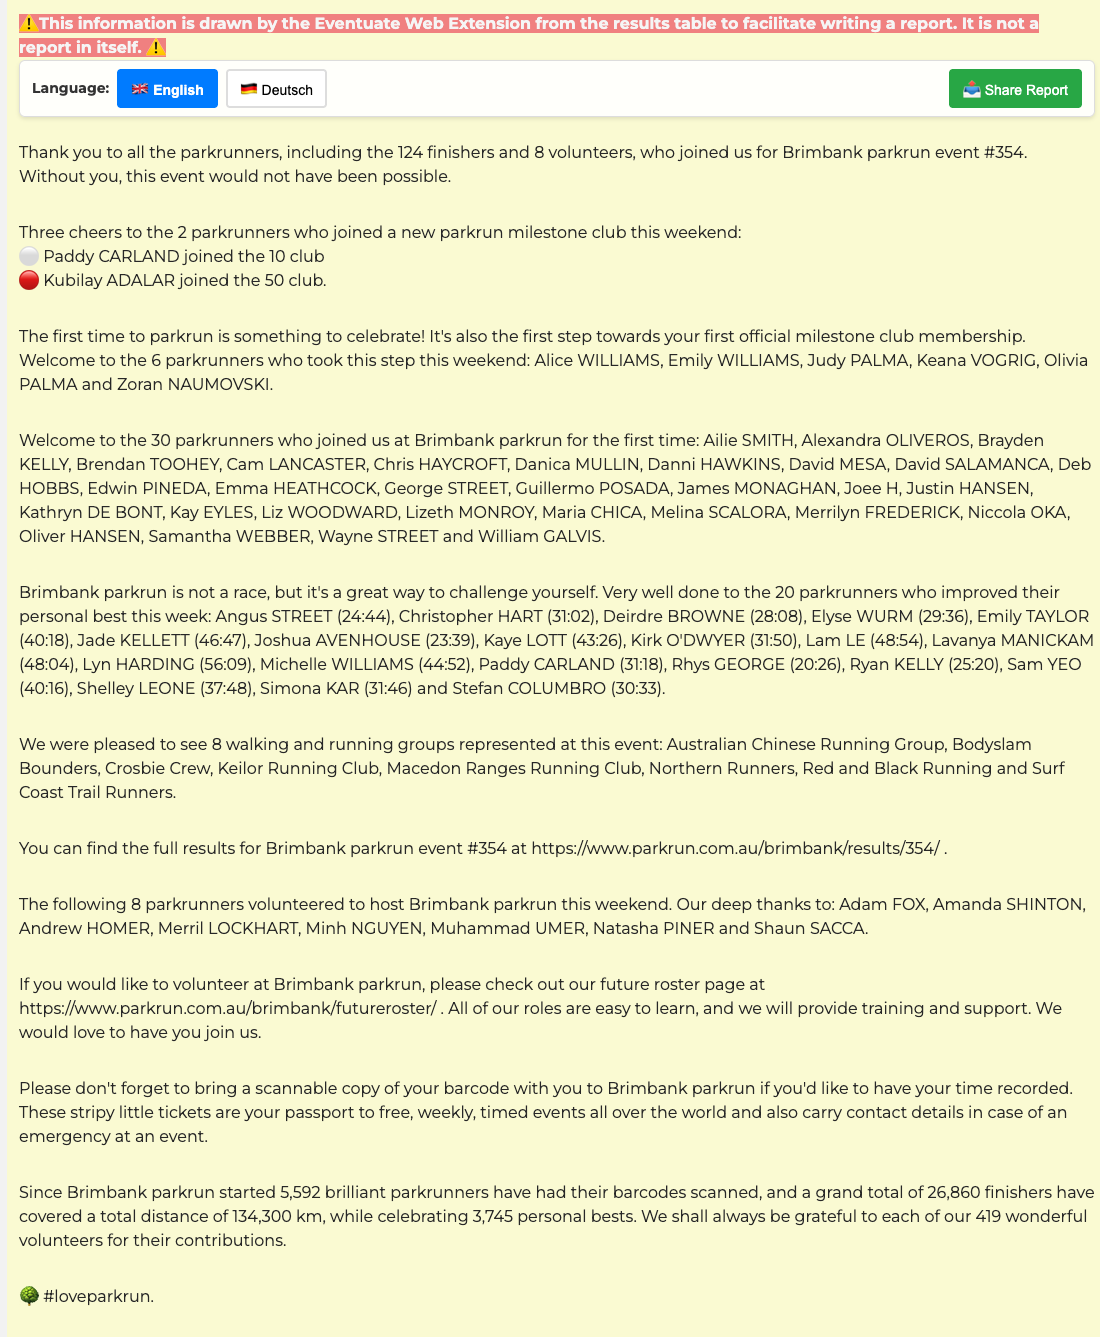 ⚠️This information is drawn by the Eventuate Web Extension from the results table to facilitate writing a report. It is not a
report in itself. ⚠️
Language: 🇬🇧 English 🇩🇪 Deutsch 📤 Share Report
Thank you to all the parkrunners, including the 124 finishers and 8 volunteers, who joined us for Brimbank parkrun event #354.
Without you, this event would not have been possible.
Three cheers to the 2 parkrunners who joined a new parkrun milestone club this weekend:
⚪ Paddy CARLAND joined the 10 club
🔴 Kubilay ADALAR joined the 50 club.
The first time to parkrun is something to celebrate! It's also the first step towards your first official milestone club membership.
Welcome to the 6 parkrunners who took this step this weekend: Alice WILLIAMS, Emily WILLIAMS, Judy PALMA, Keana VOGRIG, Olivia
PALMA and Zoran NAUMOVSKI.
Welcome to the 30 parkrunners who joined us at Brimbank parkrun for the first time: Ailie SMITH, Alexandra OLIVEROS, Brayden
KELLY, Brendan TOOHEY, Cam LANCASTER, Chris HAYCROFT, Danica MULLIN, Danni HAWKINS, David MESA, David SALAMANCA, Deb
HOBBS, Edwin PINEDA, Emma HEATHCOCK, George STREET, Guillermo POSADA, James MONAGHAN, Joee H, Justin HANSEN,
Kathryn DE BONT, Kay EYLES, Liz WOODWARD, Lizeth MONROY, Maria CHICA, Melina SCALORA, Merrilyn FREDERICK, Niccola OKA,
Oliver HANSEN, Samantha WEBBER, Wayne STREET and William GALVIS.
Brimbank parkrun is not a race, but it's a great way to challenge yourself. Very well done to the 20 parkrunners who improved their
personal best this week: Angus STREET (24:44), Christopher HART (31:02), Deirdre BROWNE (28:08), Elyse WURM (29:36), Emily TAYLOR
(40:18), Jade KELLETT (46:47), Joshua AVENHOUSE (23:39), Kaye LOTT (43:26), Kirk O'DWYER (31:50), Lam LE (48:54), Lavanya MANICKAM
(48:04), Lyn HARDING (56:09), Michelle WILLIAMS (44:52), Paddy CARLAND (31:18), Rhys GEORGE (20:26), Ryan KELLY (25:20), Sam YEO
(40:16), Shelley LEONE (37:48), Simona KAR (31:46) and Stefan COLUMBRO (30:33).
We were pleased to see 8 walking and running groups represented at this event: Australian Chinese Running Group, Bodyslam
Bounders, Crosbie Crew, Keilor Running Club, Macedon Ranges Running Club, Northern Runners, Red and Black Running and Surf
Coast Trail Runners.
You can find the full results for Brimbank parkrun event #354 at https://www.parkrun.com.au/brimbank/results/354/ .
The following 8 parkrunners volunteered to host Brimbank parkrun this weekend. Our deep thanks to: Adam FOX, Amanda SHINTON,
Andrew HOMER, Merril LOCKHART, Minh NGUYEN, Muhammad UMER, Natasha PINER and Shaun SACCA.
If you would like to volunteer at Brimbank parkrun, please check out our future roster page at
https://www.parkrun.com.au/brimbank/futureroster/ . All of our roles are easy to learn, and we will provide training and support. We
would love to have you join us.
Please don't forget to bring a scannable copy of your barcode with you to Brimbank parkrun if you'd like to have your time recorded.
These stripy little tickets are your passport to free, weekly, timed events all over the world and also carry contact details in case of an
emergency at an event.
Since Brimbank parkrun started 5,592 brilliant parkrunners have had their barcodes scanned, and a grand total of 26,860 finishers have
covered a total distance of 134,300 km, while celebrating 3,745 personal bests. We shall always be grateful to each of our 419 wonderful
volunteers for their contributions.
🌳 #loveparkrun.